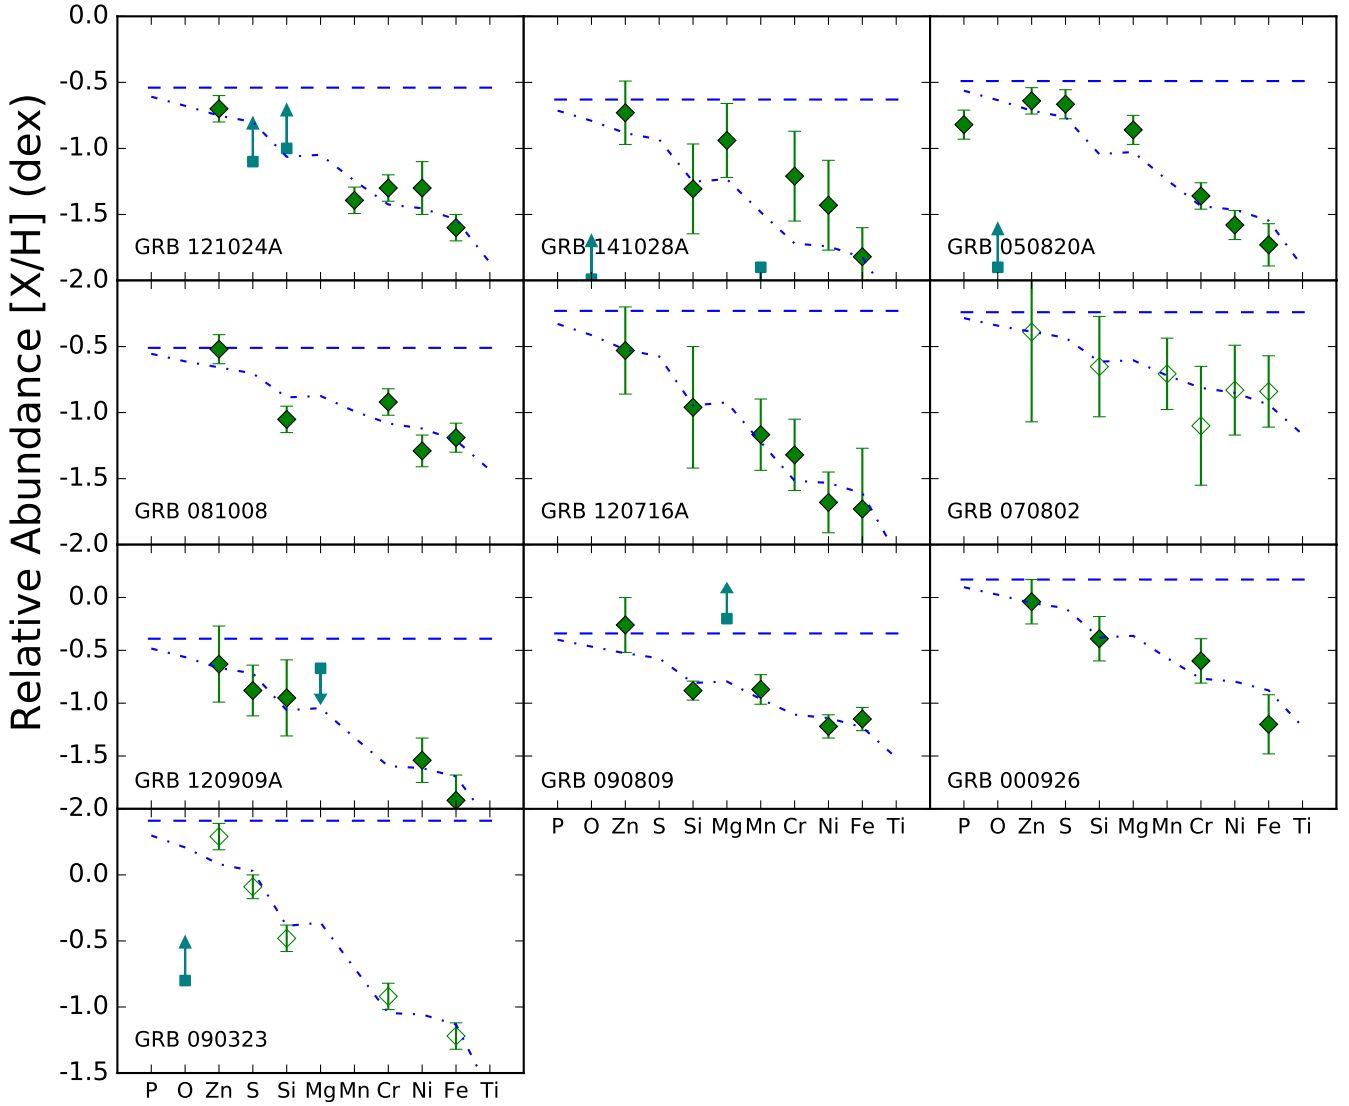 Relative Abundance [X/H] (dex)
0.0
-0.5
-1.0
-1.5
-2.0
GRB 121024A
GRB 141028A
GRB 050820A
-0.5
-1.0
-1.5
-2.0
GRB 081008
GRB 120716A
GRB 070802
0.0
-0.5
-1.0
-1.5
-2.0
GRB 120909A
GRB 090809
GRB 000926
P O Zn S Si Mg Mn Cr Ni Fe Ti
P O Zn S Si Mg Mn Cr Ni Fe Ti
0.0
-0.5
-1.0
-1.5
GRB 090323
P O Zn S Si Mg Mn Cr Ni Fe Ti